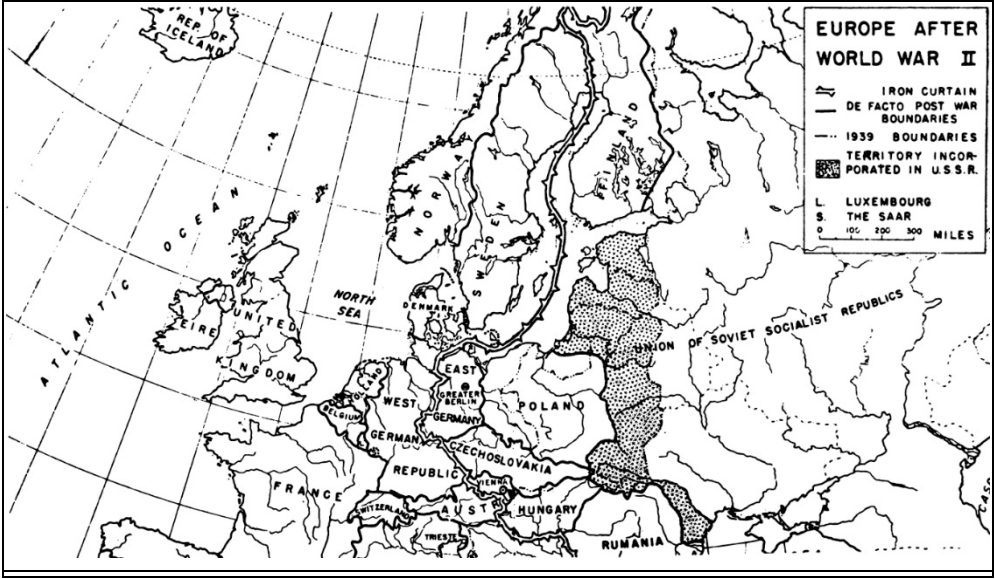 REP OF
ICELAND
EUROPE AFTER
WORLD WAR II
IRON CURTAIN
DE FACTO POST WAR
BOUNDARIES
1939 BOUNDARIES
TERRITORY INCOR-
PORATED IN U.S.S.R.
L. LUXEMBOURG
S. THE SAAR
0 100 200 300 MILES
ATLANTIC OCEAN
NORWAY
SWEDEN
FINLAND
NORTH
SEA
DENMARK
EIRE
UNITED
KINGDOM
UNION OF SOVIET SOCIALIST REPUBLICS
HOLLAND
BELGIUM
WEST
GERMAN
REPUBLIC
EAST
GREATER
BERLIN
GERMANY
POLAND
CZECHOSLOVAKIA
FRANCE
VIENNA
SWITZERLAND
HUNGARY
TRIESTE
RUMANIA